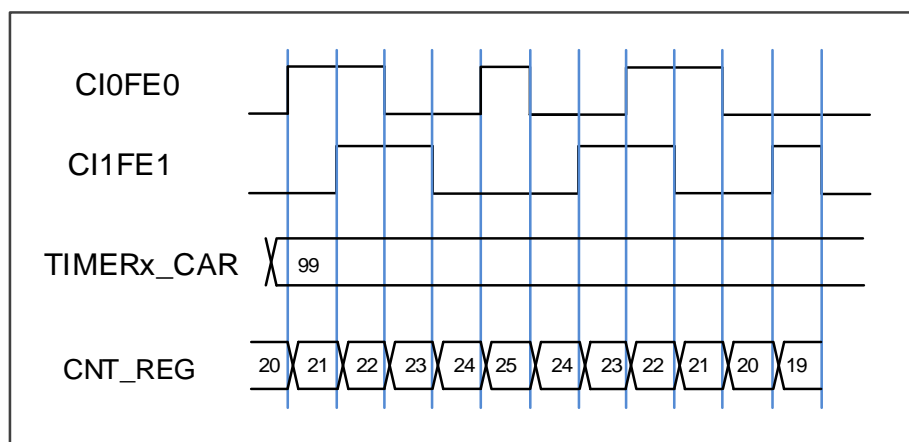 CI0FE0
CI1FE1
TIMERx_CAR 99
CNT_REG 20 21 22 23 24 25 24 23 22 21 20 19